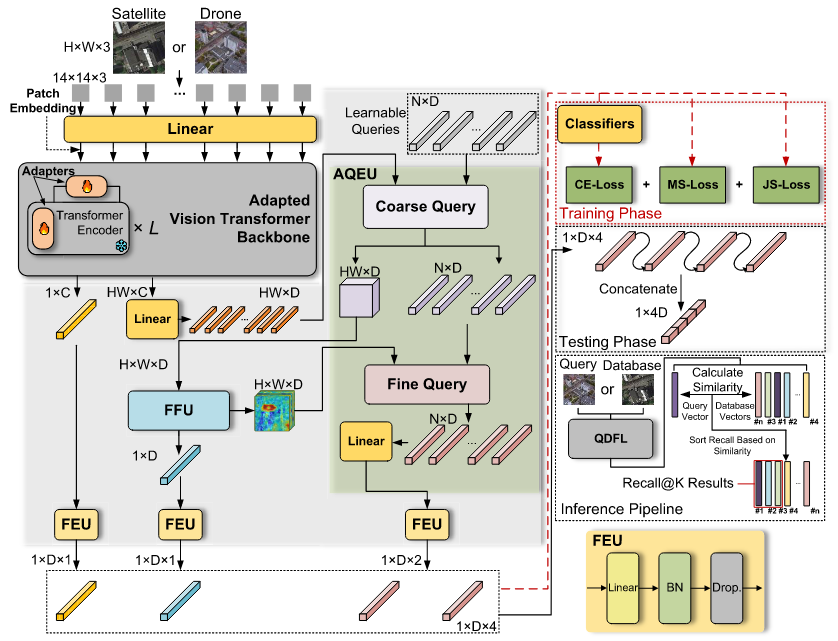 Satellite
or
Drone
H×W×3
14×14×3
...
Patch
Embedding
Linear
Adapters
Transformer
Encoder
× L
Adapted
Vision Transformer
Backbone
Learnable
Queries
N×D
...
AQEU
Coarse Query
HW×D
N×D
...
1×C
HW×C
Linear
HW×D
...
H×W×D
FFU
H×W×D
Fine Query
N×D
Linear
...
1×D
FEU
FEU
FEU
1×D×1
1×D×1
1×D×2
1×D×4
Classifiers
CE-Loss
+
MS-Loss
+
JS-Loss
Training Phase
1×D×4
Concatenate
1×4D
Testing Phase
Query
or
Database
QDFL
Calculate
Similarity
Query
Vector
Database
Vectors
...
#n #3 #1 #2 #4
Sort Recall Based on
Similarity
Recall@K Results
...
#1 #2 #3 #4 #n
Inference Pipeline
FEU
Linear
BN
Drop.